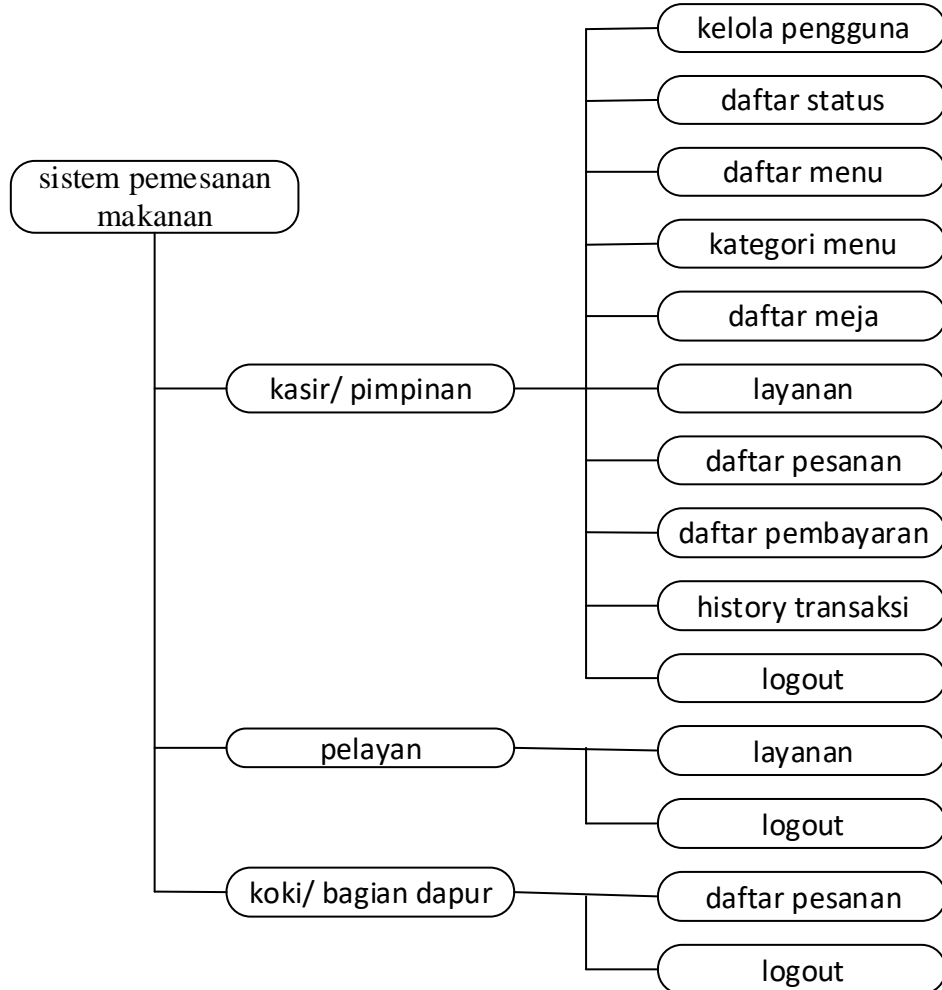 sistem pemesanan
makanan
kasir/ pimpinan
kelola pengguna
daftar status
daftar menu
kategori menu
daftar meja
layanan
daftar pesanan
daftar pembayaran
history transaksi
logout
pelayan
layanan
logout
koki/ bagian dapur
daftar pesanan
logout